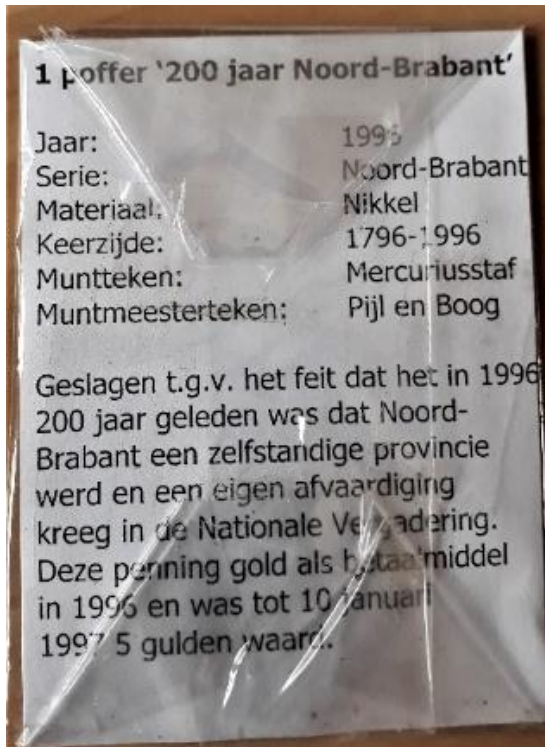 1 poffer ‘200 jaar Noord-Brabant’
Jaar: 1996
Serie: Noord-Brabant
Materiaal: Nikkel
Keerzijde: 1796-1996
Muntteken: Mercuriusstaf
Muntmeesterteken: Pijl en Boog
Geslagen t.g.v. het feit dat het in 1996
200 jaar geleden was dat Noord-
Brabant een zelfstandige provincie
werd en een eigen afvaardiging
kreeg in de Nationale Vergadering.
Deze penning gold als betaalmiddel
in 1996 en was tot 10 januari
1997 5 gulden waard.